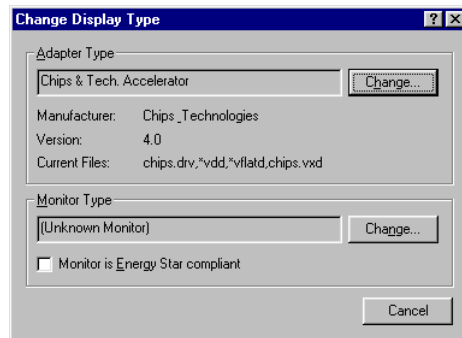 Change Display Type
Adapter Type
Chips & Tech. Accelerator
Change...
Manufacturer: Chips_Technologies
Version: 4.0
Current Files: chips.drv,*vdd,*vflatd,chips.vxd
Monitor Type
(Unknown Monitor)
Change...
Monitor is Energy Star compliant
Cancel